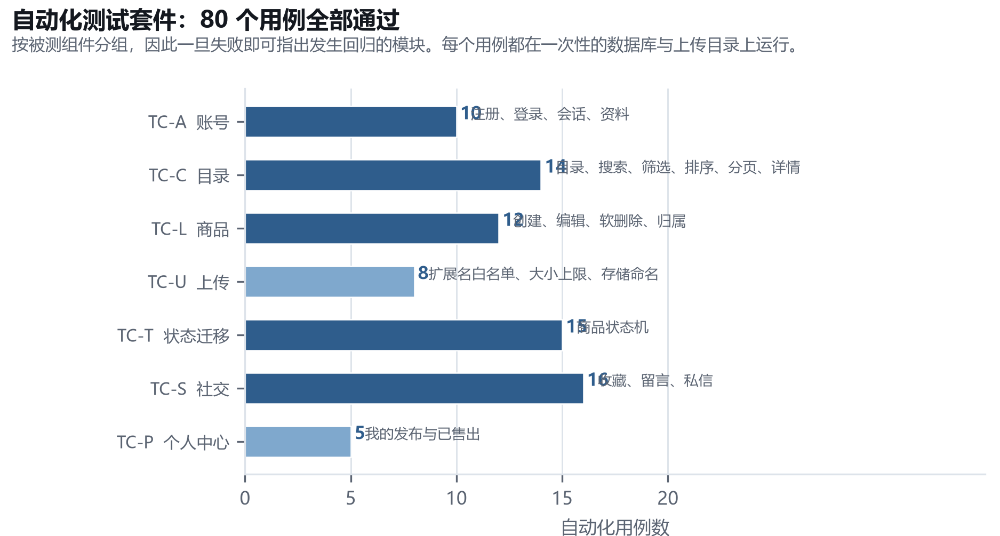 自动化测试套件：80 个用例全部通过
按被测组件分组，因此一旦失败即可指出发生回归的模块。每个用例都在一次性的数据库与上传目录上运行。
TC-A 账号 10 注册、登录、会话、资料
TC-C 目录 14 目录、搜索、筛选、排序、分页、详情
TC-L 商品 12 创建、编辑、软删除、归属
TC-U 上传 8 扩展名白名单、大小上限、存储命名
TC-T 状态迁移 15 商品状态机
TC-S 社交 16 收藏、留言、私信
TC-P 个人中心 5 我的发布与已售出
0 5 10 15 20
自动化用例数